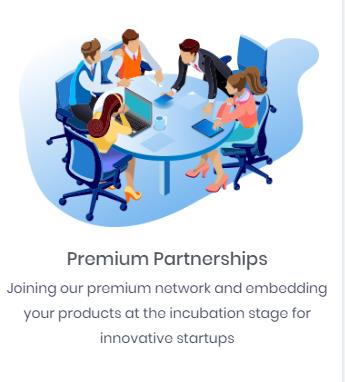 Premium Partnerships
Joining our premium network and embedding
your products at the incubation stage for
innovative startups